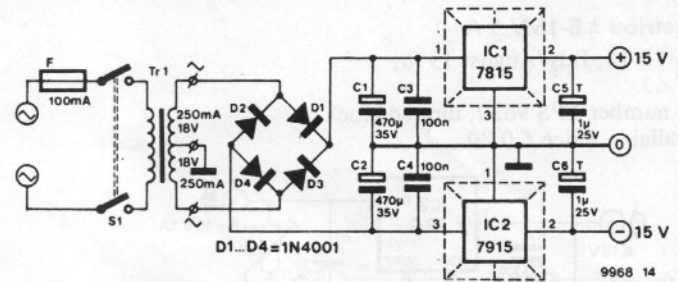 F
100mA
S1
Tr 1
250mA
18V
18V
250mA
D2
D1
D4
D3
D1...D4=1N4001
C1
470µ
35V
C3
100n
C2
470µ
35V
C4
100n
1
IC1
7815
2
3
1
IC2
7915
3
2
C5
T
1µ
25V
C6
T
1µ
25V
+
15 V
0
−
15 V
9968 14